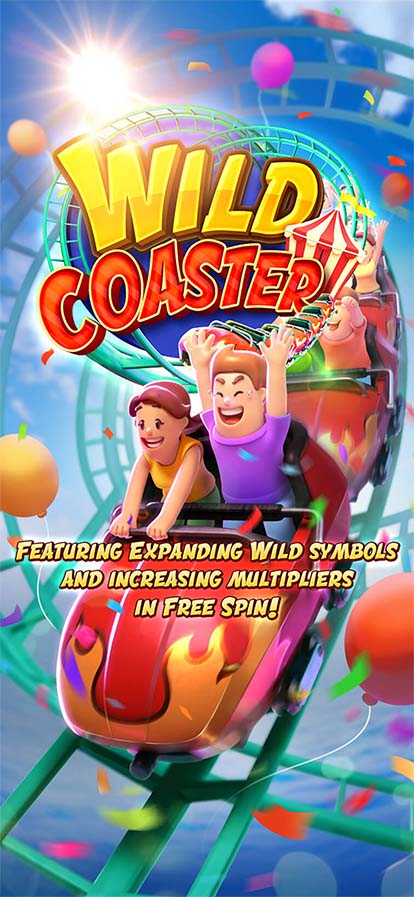 WILD
COASTER
FEATURING EXPANDING WILD SYMBOLS
AND INCREASING MULTIPLIERS
IN FREE SPIN!